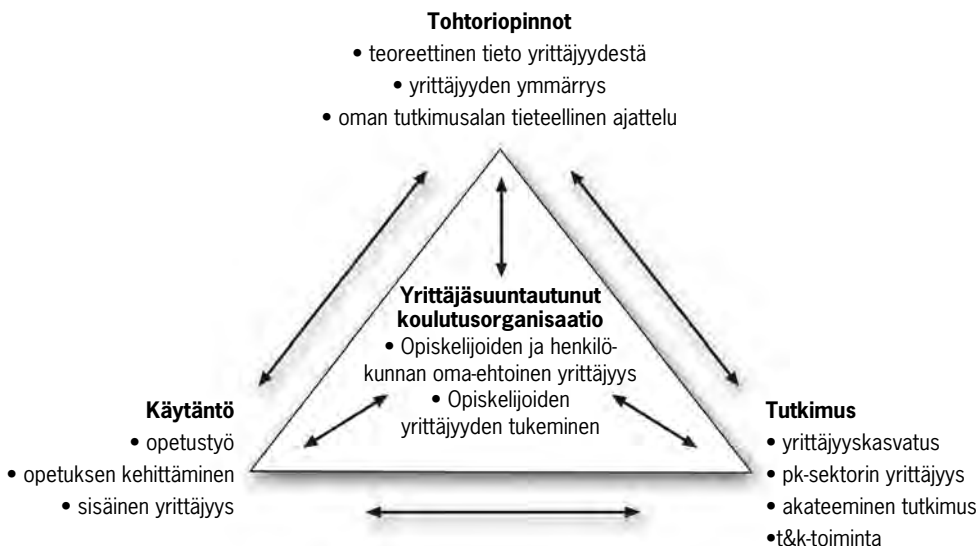 Tohtoriopinnot
• teoreettinen tieto yrittäjyydestä
• yrittäjyyden ymmärrys
• oman tutkimusalan tieteellinen ajattelu
Yrittäjäsuuntautunut
koulutusorganisaatio
• Opiskelijoiden ja henkilö-
kunnan oma-ehtoinen yrittäjyys
• Opiskelijoiden
yrittäjyyden tukeminen
Käytäntö
• opetustyö
• opetuksen kehittäminen
• sisäinen yrittäjyys
Tutkimus
• yrittäjyyskasvatus
• pk-sektorin yrittäjyys
• akateeminen tutkimus
•t&k-toiminta